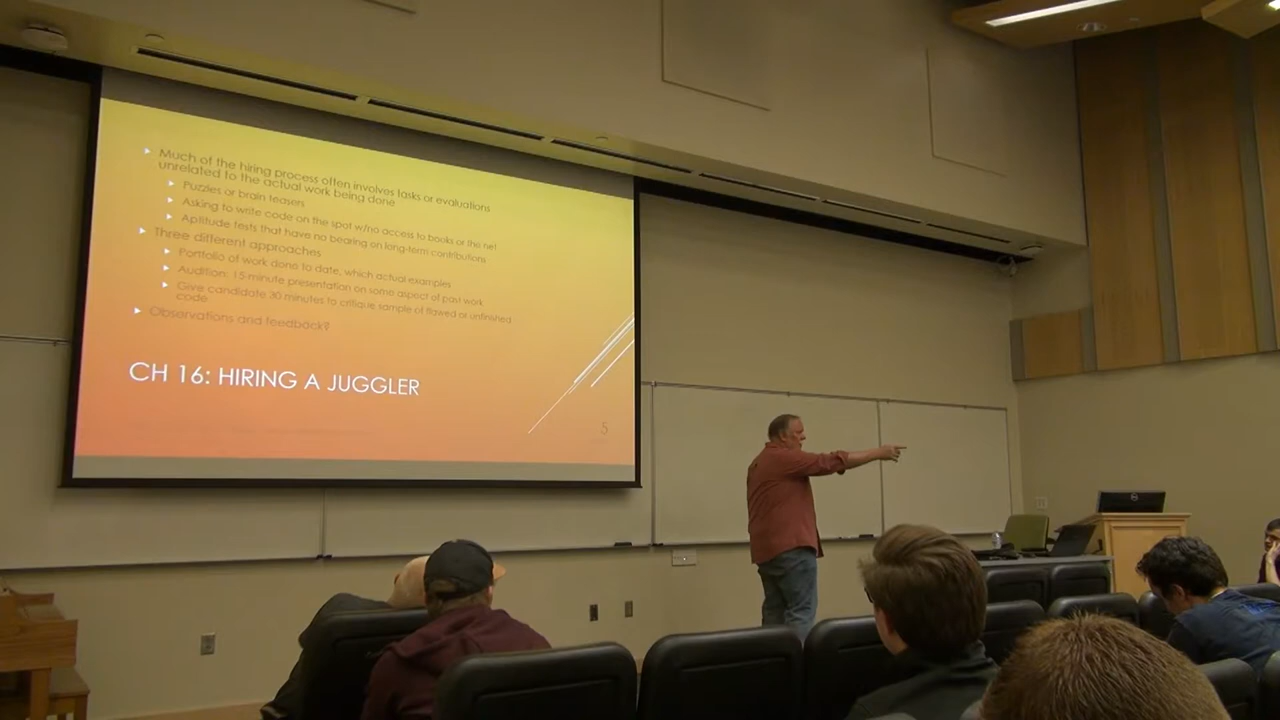 Much of the hiring process often involves tasks or evaluations
unrelated to the actual work being done
Puzzles or brain teasers
Asking to write code on the spot w/no access to books or the net
Aptitude tests that have no bearing on long-term contributions
Three different approaches
Portfolio of work done to date, which actual examples
Audition: 15-minute presentation on some aspect of past work
Give candidate 30 minutes to critique sample of flawed or unfinished
code
Observations and feedback?
CH 16: HIRING A JUGGLER
5